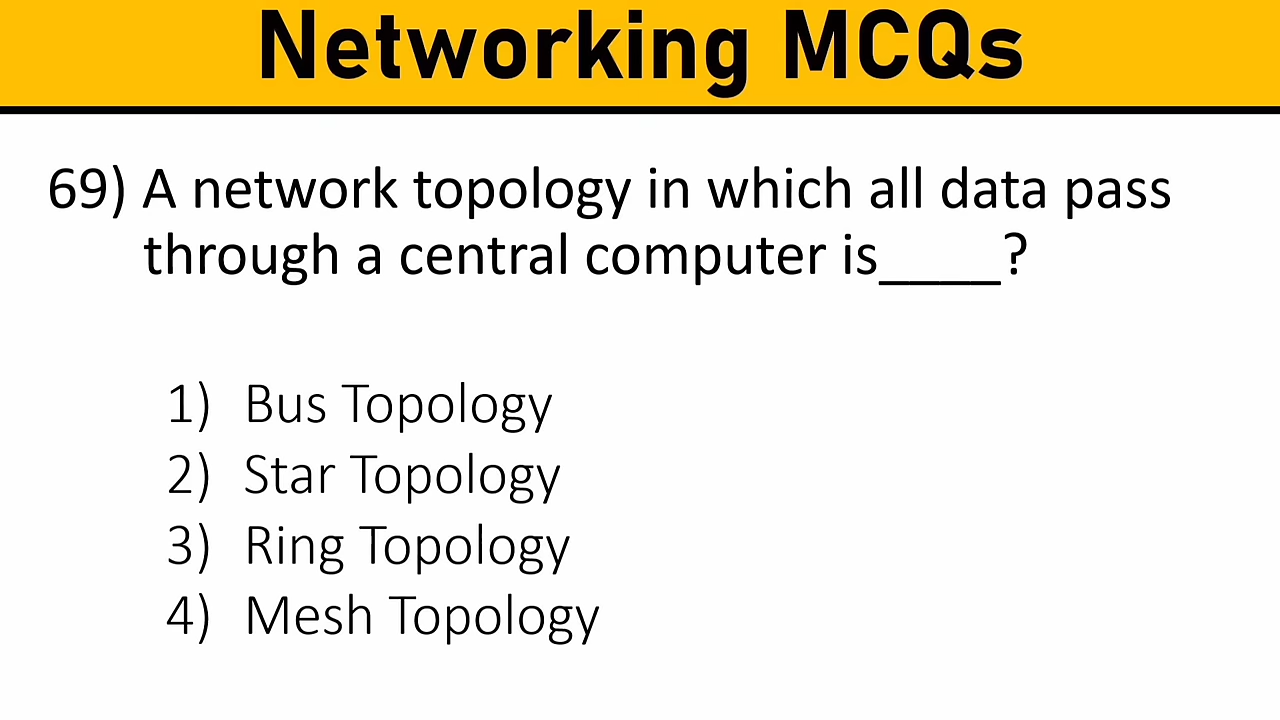 Networking MCQs
69) A network topology in which all data pass
through a central computer is____?
1) Bus Topology
2) Star Topology
3) Ring Topology
4) Mesh Topology